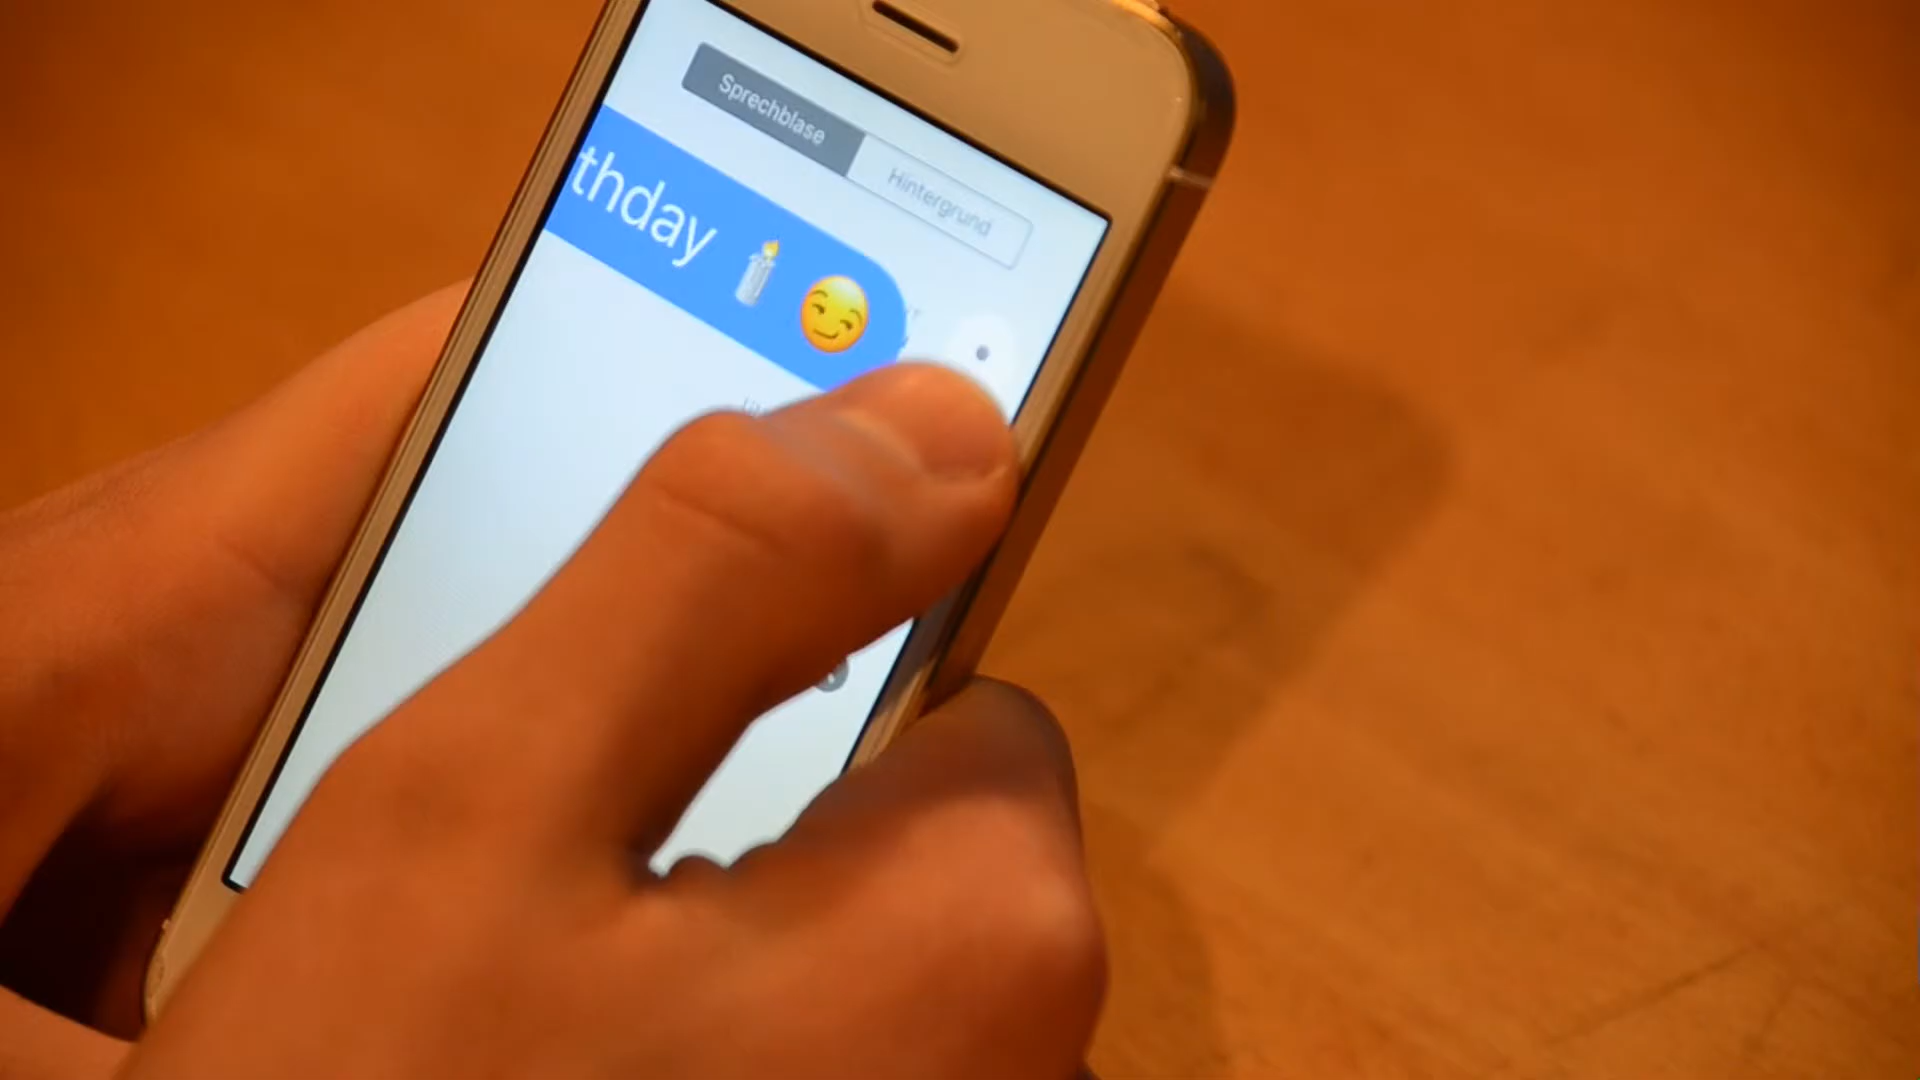 Sprechblase
Hintergrund
thday 🕯 😏